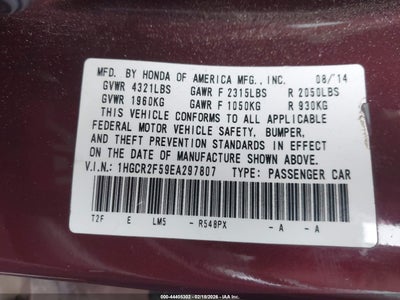 MFD. BY HONDA OF AMERICA MFG., INC. 08/14
GVWR 4321LBS GAWR F 2315LBS R 2050LBS
GVWR 1960KG GAWR F 1050KG R 930KG
THIS VEHICLE CONFORMS TO ALL APPLICABLE
FEDERAL MOTOR VEHICLE SAFETY, BUMPER,
AND THEFT PREVENTION STANDARDS IN EFFECT
ON THE DATE OF MANUFACTURE SHOWN ABOVE.
V.I.N.: 1HGCR2F59EA297807 TYPE: PASSENGER CAR
T2F E LM5 - R548PX - A - A
000-44405302 - 02/18/2026 - IAA, Inc.